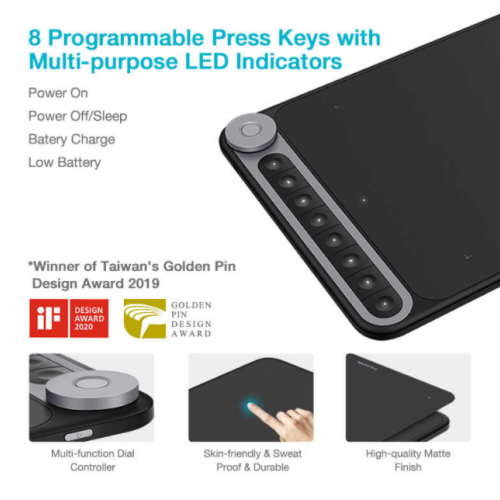 8 Programmable Press Keys with
Multi-purpose LED Indicators
Power On
Power Off/Sleep
Batery Charge
Low Battery
*Winner of Taiwan's Golden Pin
Design Award 2019
iF
DESIGN
AWARD
2020
GOLDEN
PIN
DESIGN
AWARD
Multi-function Dial
Controller
Skin-friendly & Sweat
Proof & Durable
High-quality Matte
Finish